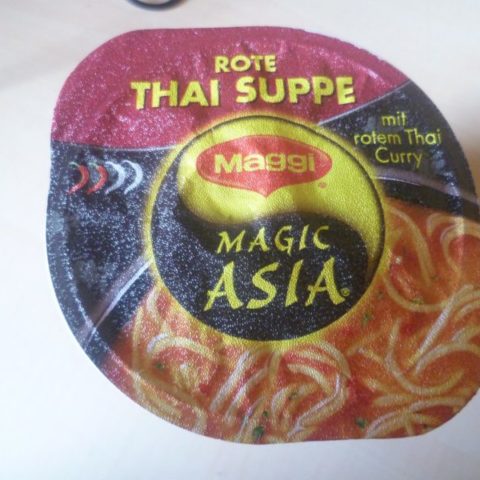 ROTE
THAI SUPPE
mit
rotem Thai
Curry
Maggi
MAGIC
ASIA